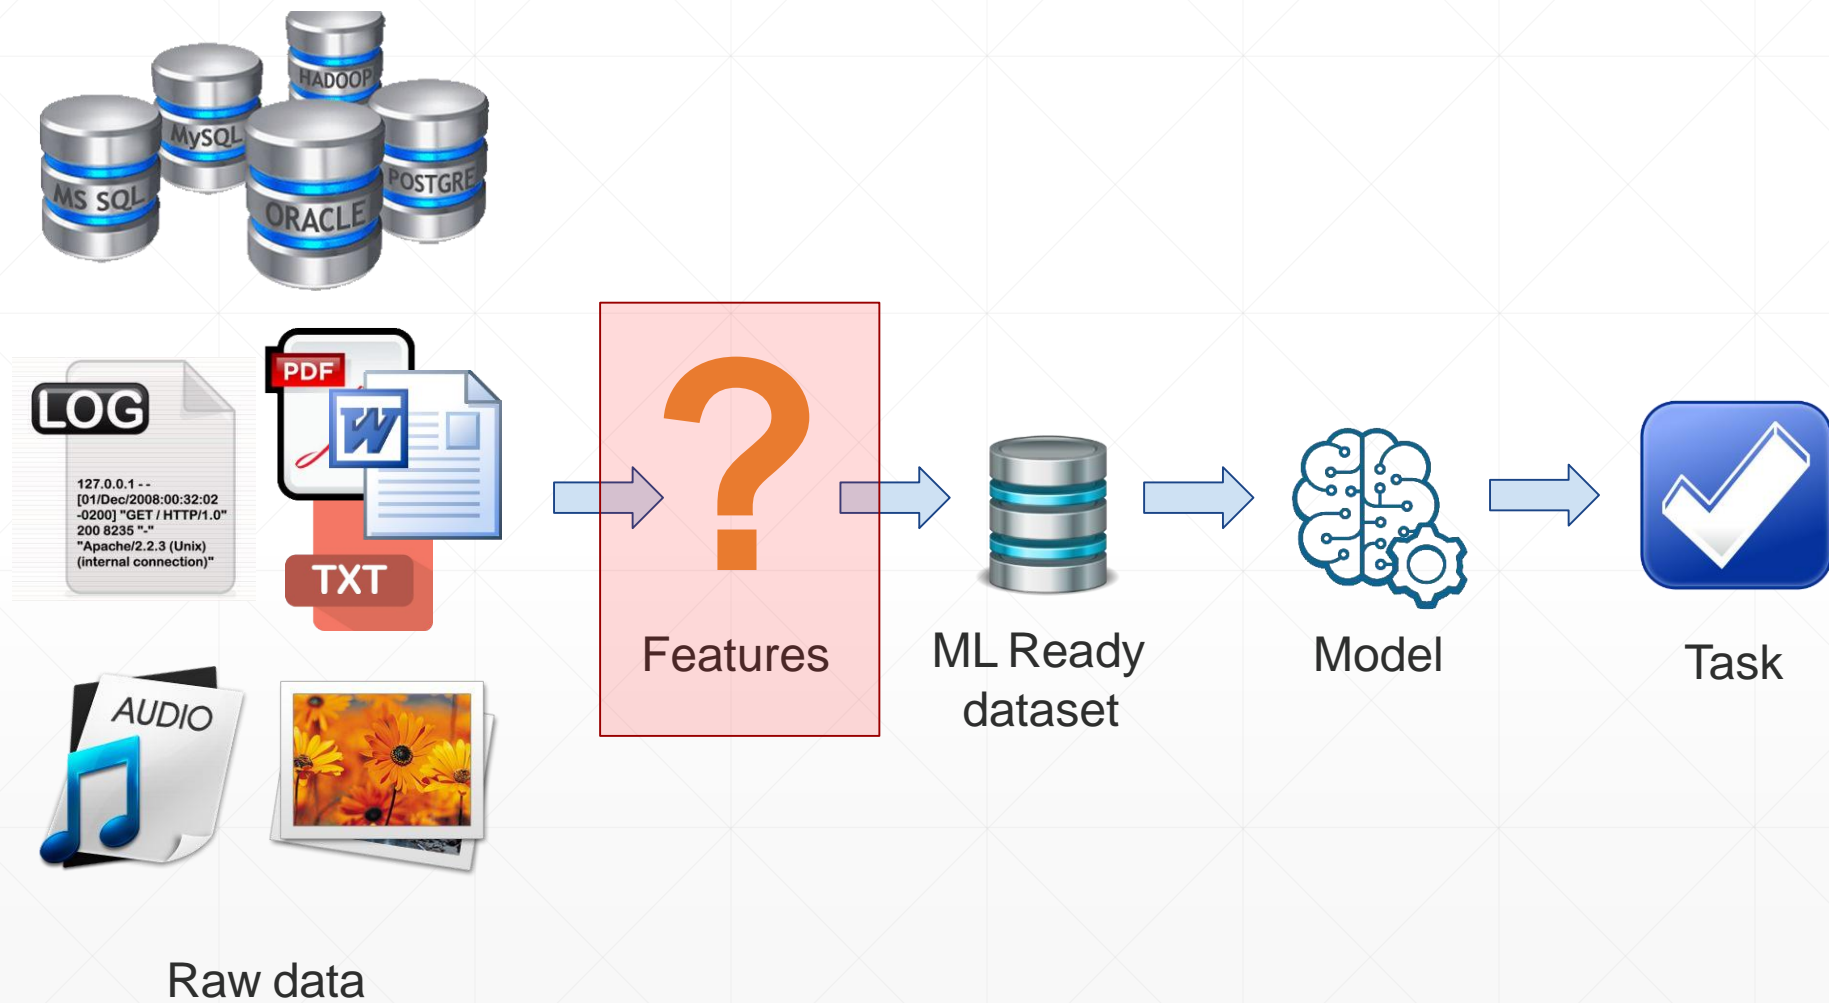 HADOOP
MySQL
POSTGRE
MS SQL
ORACLE
LOG
127.0.0.1 - -
[01/Dec/2008:00:32:02
-0200] "GET / HTTP/1.0"
200 8235 "-"
"Apache/2.2.3 (Unix)
(internal connection)"
PDF
W
TXT
AUDIO
Raw data
?
Features
ML Ready
dataset
Model
Task